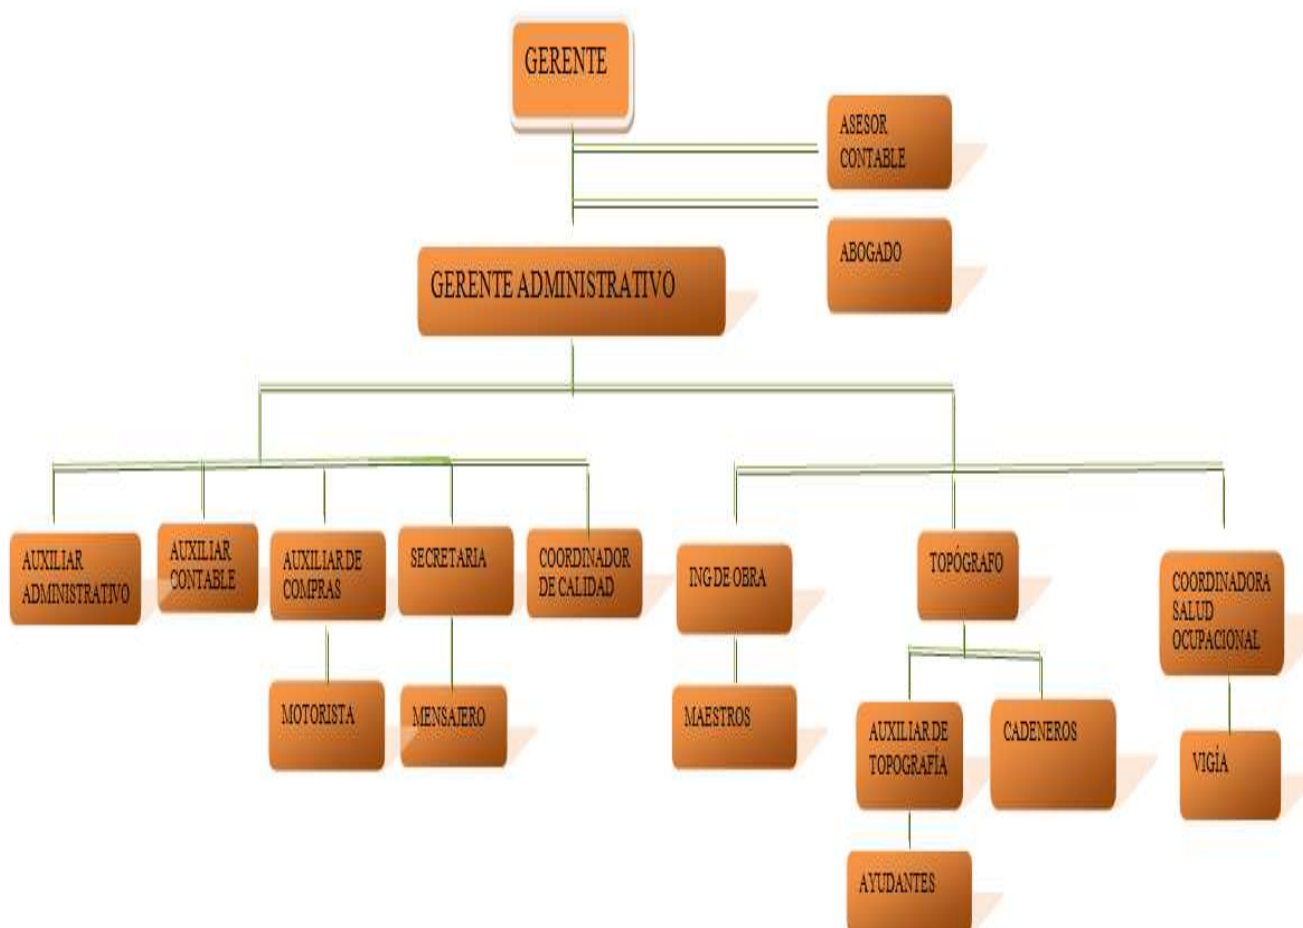 GERENTE
ASESOR
CONTABLE
ABOGADO
GERENTE ADMINISTRATIVO
AUXILIAR
ADMINISTRATIVO
AUXILIAR
CONTABLE
AUXILIAR DE
COMPRAS
SECRETARIA
COORDINADOR
DE CALIDAD
ING DE OBRA
TOPÓGRAFO
COORDINADORA
SALUD
OCUPACIONAL
MOTORISTA
MENSAJERO
MAESTROS
AUXILIAR DE
TOPOGRAFÍA
CADENEROS
VIGÍA
AYUDANTES